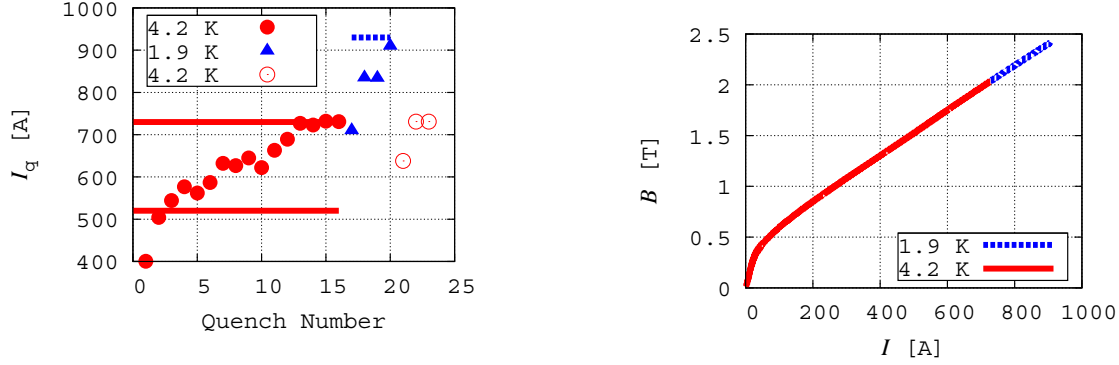 1000
900
800
700
600
500
400
I_q [A]
4.2 K
1.9 K
4.2 K
0 5 10 15 20 25
Quench Number
2.5
2
1.5
1
0.5
0
B [T]
1.9 K
4.2 K
0 200 400 600 800 1000
I [A]